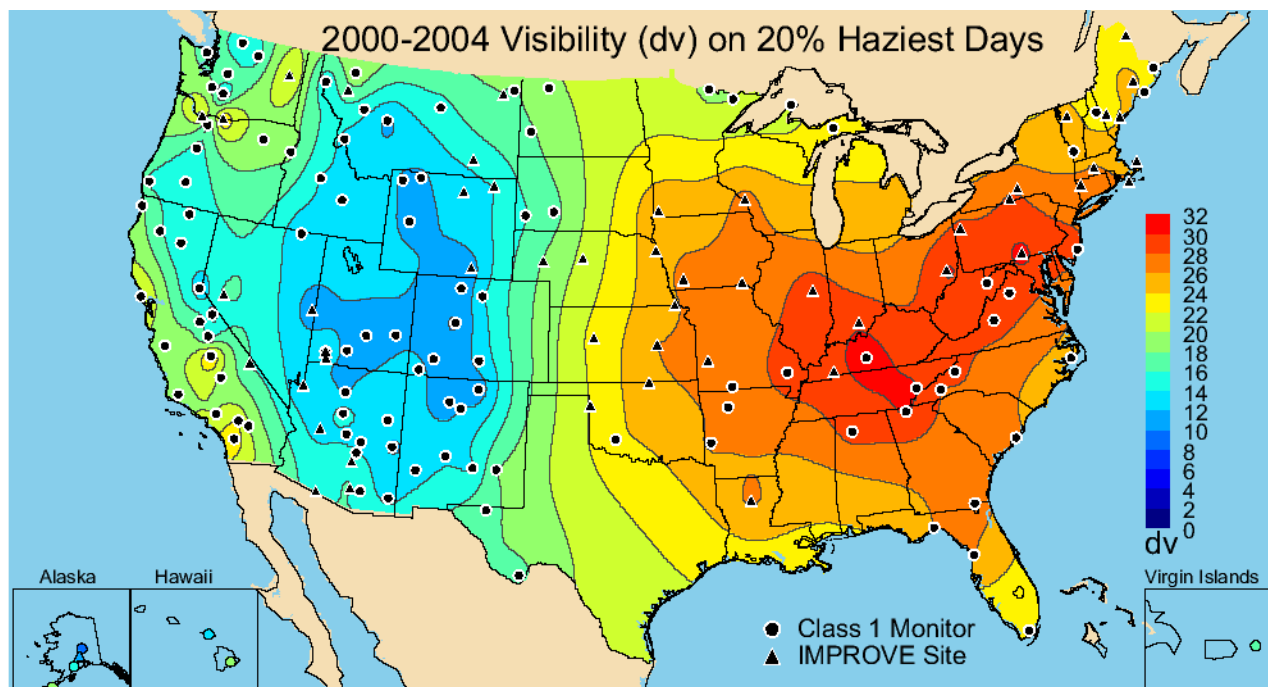 2000-2004 Visibility (dv) on 20% Haziest Days
32
30
28
26
24
22
20
18
16
14
12
10
8
6
4
2
0
dv
Alaska
Hawaii
Virgin Islands
Class 1 Monitor
IMPROVE Site